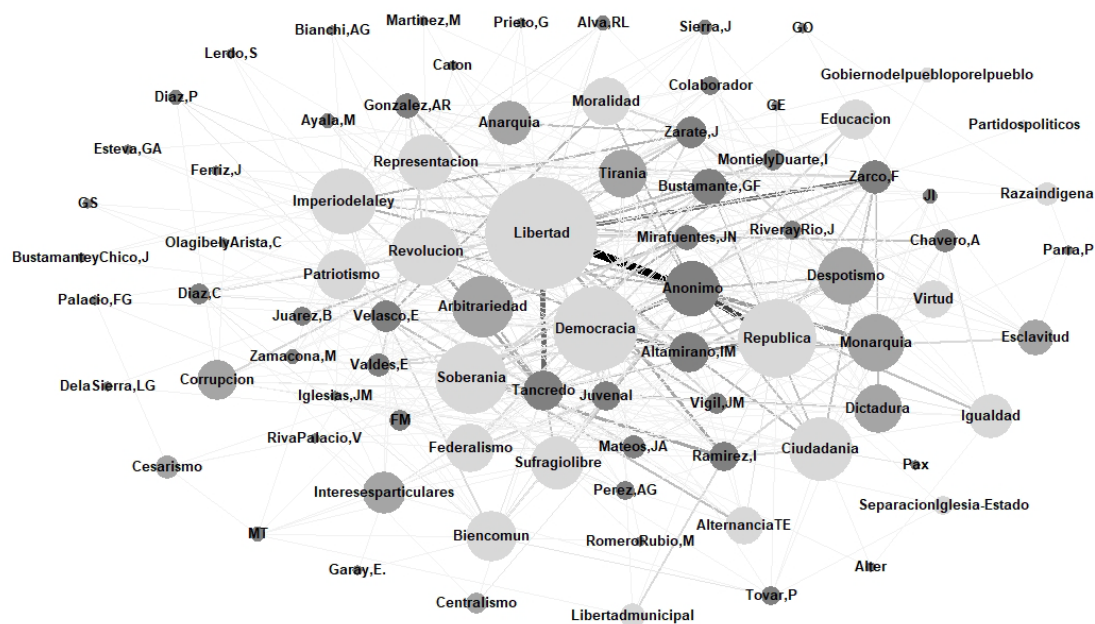 Martinez,M
Prieto,G
Alva,RL
Sierra,J
GO
Bianchi,AG
Lerdo,S
Caton
Gobiernodelpuebloporelpueblo
Colaborador
Diaz,P
Gonzalez,AR
Moralidad
GE
Ayala,M
Anarquia
Educacion
Partidospoliticos
Zarate,J
Esteva,GA
Representacion
MontielyDuarte,I
Ferriz,J
Tirania
Zarco,F
Bustamante,GF
Razaindigena
JI
Imperiodelaley
GS
Libertad
RiverayRio,J
Mirafuentes,JN
OlagibelyArista,C
Chavero,A
Revolucion
Parra,P
BustamanteyChico,J
Patriotismo
Despotismo
Anonimo
Diaz,C
Palacio,FG
Virtud
Arbitrariedad
Juarez,B
Velasco,E
Democracia
Republica
Esclavitud
Monarquia
Altamirano,IM
Zamacona,M
Valdes,E
Soberania
Corrupcion
DelaSierra,LG
Tancredo
Juvenal
Iglesias,JM
Vigil,JM
Dictadura
Igualdad
FM
RivaPalacio,V
Federalismo
Mateos,JA
Ciudadania
Ramirez,I
Sufragiolibre
Cesarismo
Pax
Interesesparticulares
Perez,AG
SeparacionIglesia-Estado
AlternanciaTE
MT
Biencomun
RomeroRubio,M
Garay,E.
Alter
Tovar,P
Centralismo
Libertadmunicipal